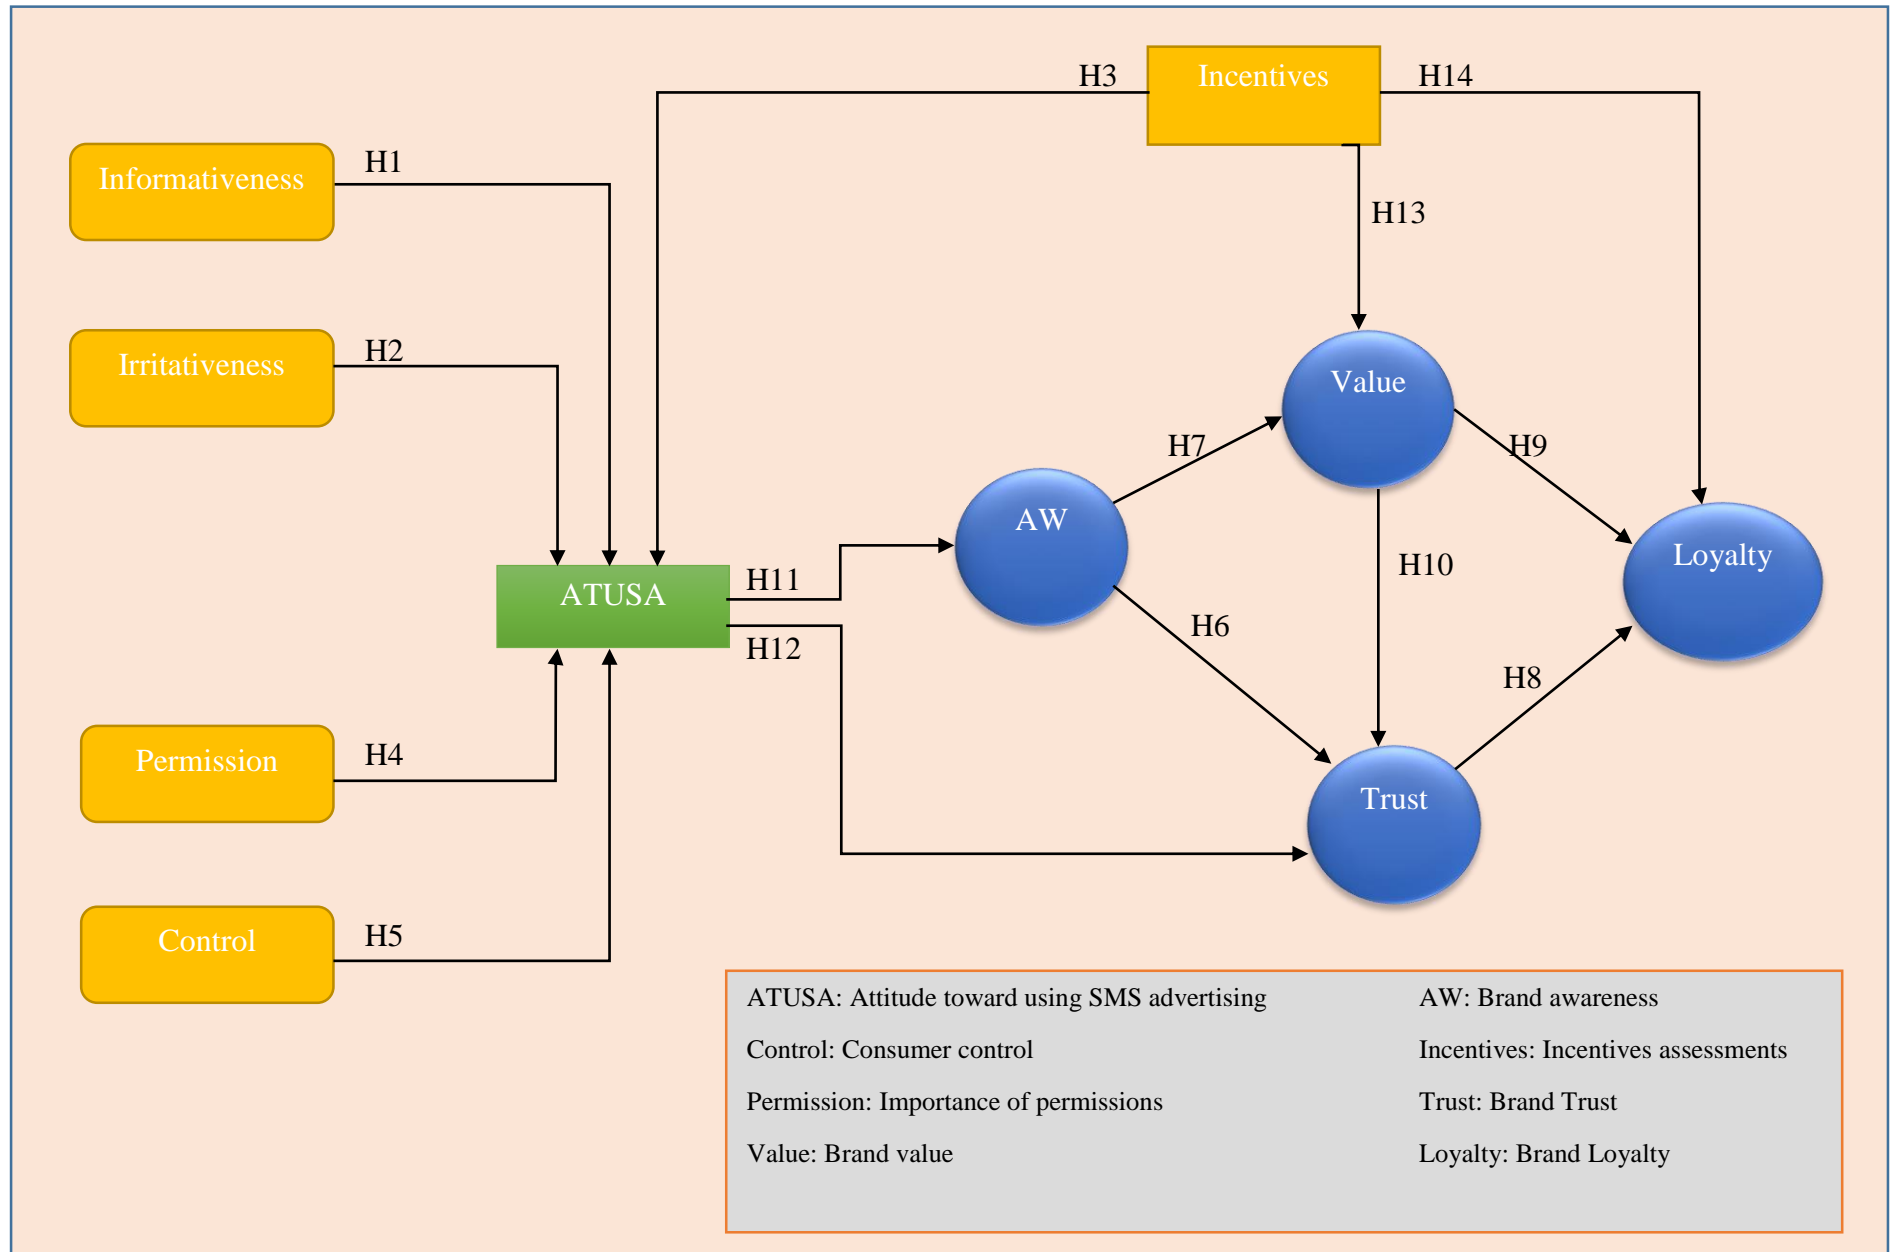 H3
Incentives
H14
Informativeness
H1
H13
Irritativeness
H2
Value
H7
H9
AW
Loyalty
H10
H11
ATUSA
H6
H12
H8
Permission
H4
Trust
Control
H5
ATUSA: Attitude toward using SMS advertising
AW: Brand awareness
Control: Consumer control
Incentives: Incentives assessments
Permission: Importance of permissions
Trust: Brand Trust
Value: Brand value
Loyalty: Brand Loyalty